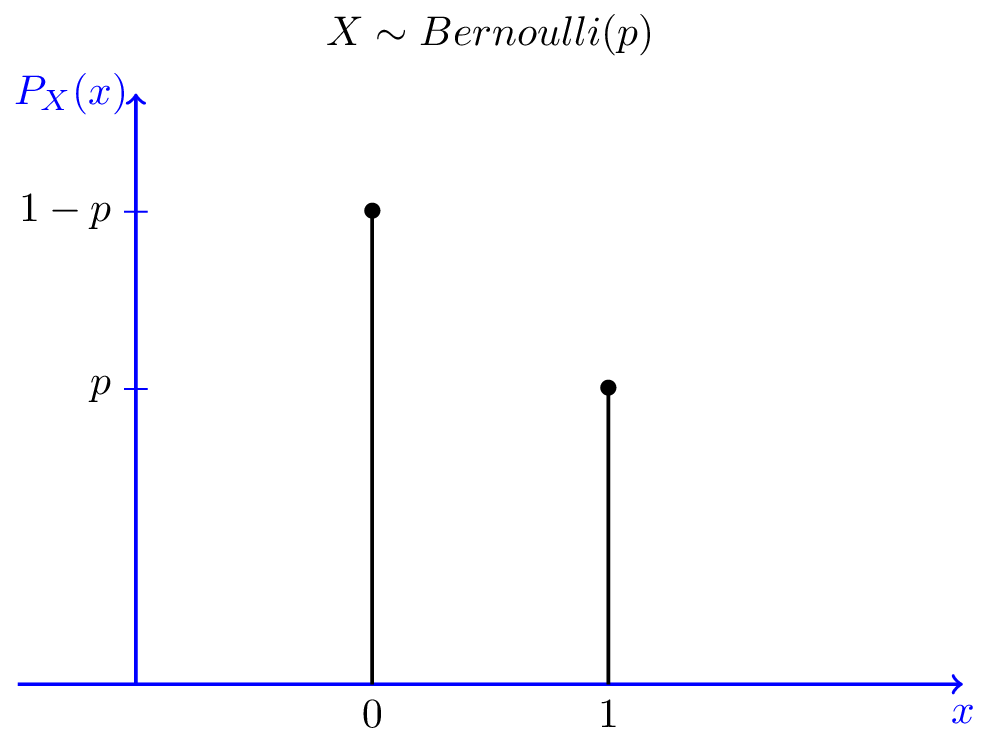 X ∼ Bernoulli(p)
P_X(x)
1 − p
p
0 1
x